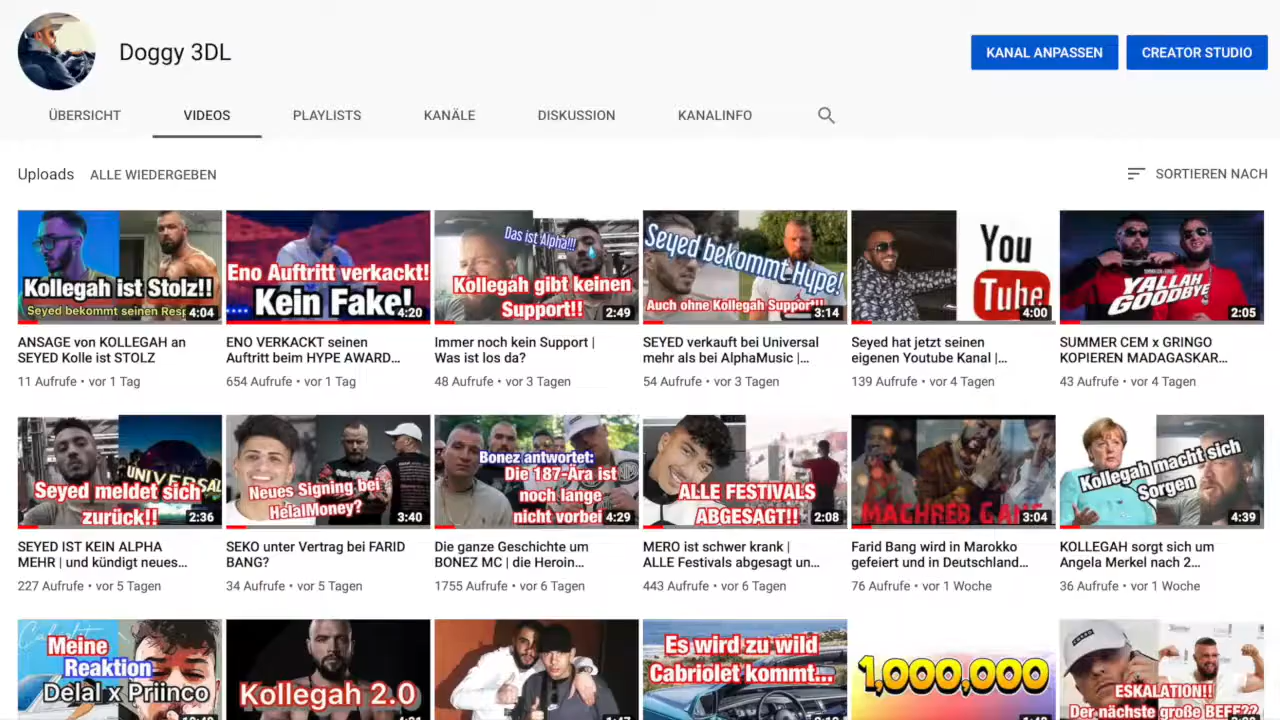 Doggy 3DL
KANAL ANPASSEN
CREATOR STUDIO
ÜBERSICHT
VIDEOS
PLAYLISTS
KANÄLE
DISKUSSION
KANALINFO
Uploads
ALLE WIEDERGEBEN
SORTIEREN NACH
Kollegah ist Stolz!!
Seyed bekommt seinen
4:04
Eno Auftritt verkackt!
Kein Fake!
4:20
Das ist Alpha!!!
Kollegah gibt keinen
Support!!
2:49
Seyed bekommt Hype!
Auch ohne Kollegah Support!!!
3:14
You
Tube
4:00
YALLAH
GOODBYE
2:05
ANSAGE von KOLLEGAH an
SEYED Kolle ist STOLZ
11 Aufrufe • vor 1 Tag
ENO VERKACKT seinen
Auftritt beim HYPE AWARD...
654 Aufrufe • vor 1 Tag
Immer noch kein Support |
Was ist los da?
48 Aufrufe • vor 3 Tagen
SEYED verkauft bei Universal
mehr als bei AlphaMusic |...
54 Aufrufe • vor 3 Tagen
Seyed hat jetzt seinen
eigenen Youtube Kanal |...
139 Aufrufe • vor 4 Tagen
SUMMER CEM x GRINGO
KOPIEREN MADAGASKAR...
43 Aufrufe • vor 4 Tagen
UNIVERSAL
Seyed meldet sich
zurück!!
2:36
Neues Signing bei
HelalMoney?
3:40
Bonez antwortet:
Die 187-Ära ist
noch lange
nicht vorbei
4:29
ALLE FESTIVALS
ABGESAGT!!
2:08
MAGHREB GANG
3:04
Kollegah macht sich
Sorgen
4:39
SEYED IST KEIN ALPHA
MEHR | und kündigt neues...
227 Aufrufe • vor 5 Tagen
SEKO unter Vertrag bei FARID
BANG?
34 Aufrufe • vor 5 Tagen
Die ganze Geschichte um
BONEZ MC | die Heroin...
1755 Aufrufe • vor 6 Tagen
MERO ist schwer krank |
ALLE Festivals abgesagt un...
443 Aufrufe • vor 6 Tagen
Farid Bang wird in Marokko
gefeiert und in Deutschland...
76 Aufrufe • vor 1 Woche
KOLLEGAH sorgt sich um
Angela Merkel nach 2...
36 Aufrufe • vor 1 Woche
Meine
Reaktion
Delal x Priinco
Kollegah 2.0
Es wird zu wild
Cabriolet kommt...
1,000,000
ESKALATION!!
Der nächste große BEEF??